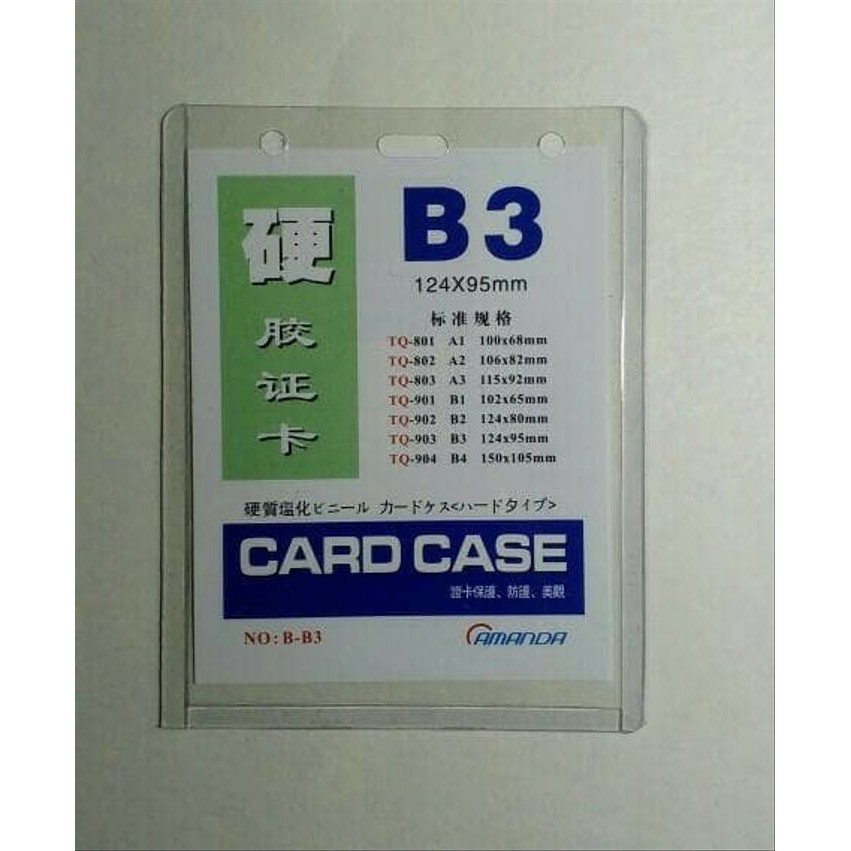 硬
胶
证
卡
B3
124X95mm
标准规格
TQ-801 A1 100x68mm
TQ-802 A2 106x82mm
TQ-803 A3 115x92mm
TQ-901 B1 102x65mm
TQ-902 B2 124x80mm
TQ-903 B3 124x95mm
TQ-904 B4 150x105mm
硬質塩化ビニール カードケス<ハードタイプ>
CARD CASE
證卡保護、防護、美觀
NO: B-B3
AMANDA